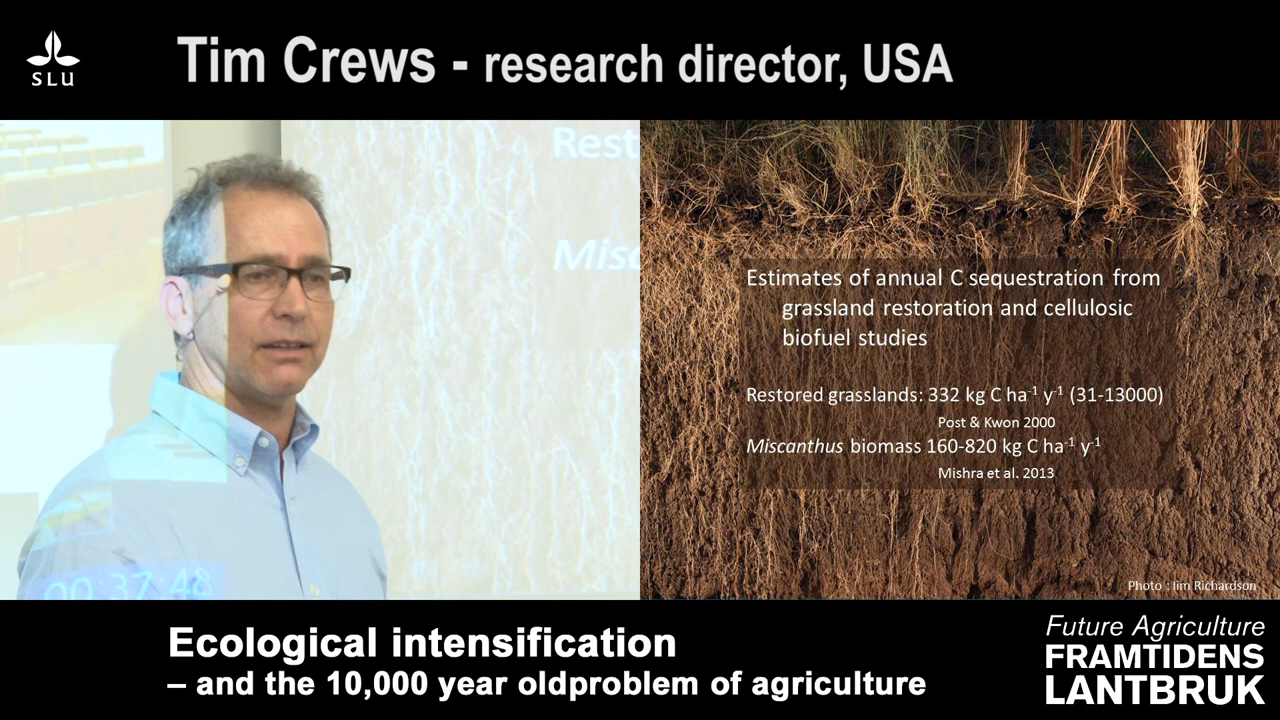 SLU
Tim Crews - research director, USA
Rest
Misc
00:37:48
Estimates of annual C sequestration from
grassland restoration and cellulosic
biofuel studies
Restored grasslands: 332 kg C ha⁻¹ y⁻¹ (31-13000)
Post & Kwon 2000
Miscanthus biomass 160-820 kg C ha⁻¹ y⁻¹
Mishra et al. 2013
Photo : Jim Richardson
Ecological intensification
– and the 10,000 year oldproblem of agriculture
Future Agriculture
FRAMTIDENS
LANTBRUK